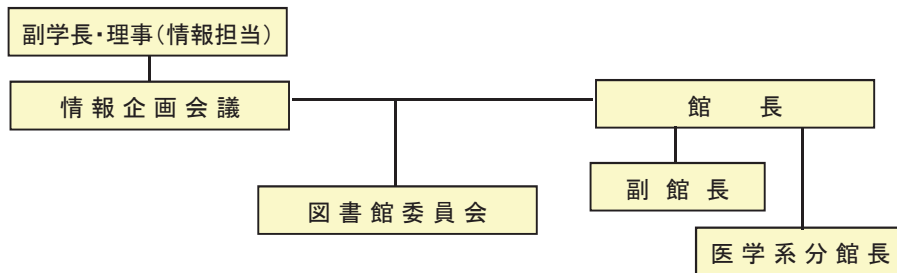 副学長・理事(情報担当)
情報企画会議
館長
副館長
図書館委員会
医学系分館長